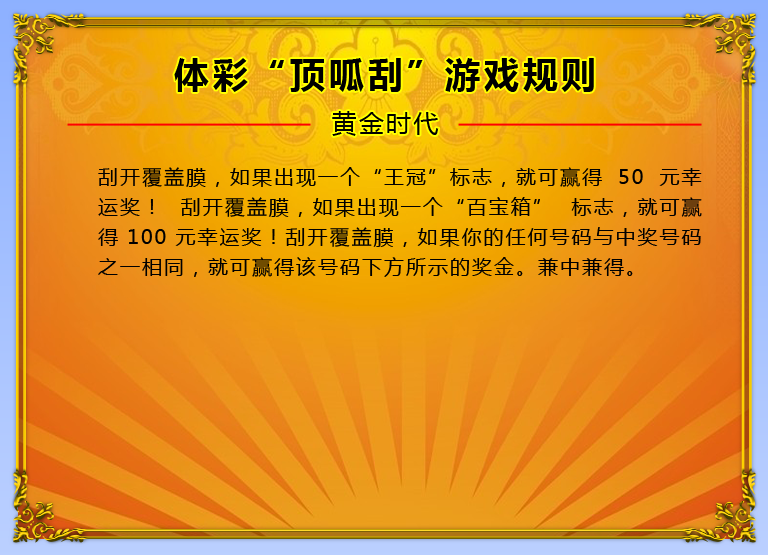 体彩“顶呱刮”游戏规则
黄金时代
刮开覆盖膜，如果出现一个“王冠”标志，就可赢得 50 元幸
运奖！ 刮开覆盖膜，如果出现一个“百宝箱” 标志，就可赢
得 100 元幸运奖！刮开覆盖膜，如果你的任何号码与中奖号码
之一相同，就可赢得该号码下方所示的奖金。兼中兼得。